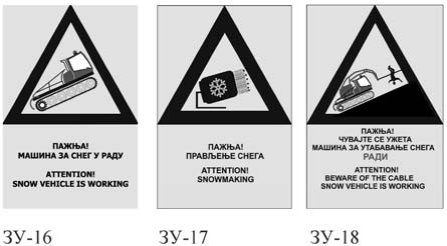 ПАЖЊА!
МАШИНА ЗА СНЕГ У РАДУ
ATTENTION!
SNOW VEHICLE IS WORKING
ЗУ-16
ПАЖЊА!
ПРАВЉЕЊЕ СНЕГА
ATTENTION!
SNOWMAKING
ЗУ-17
ПАЖЊА!
ЧУВАЈТЕ СЕ УЖЕТА
МАШИНА ЗА УТАБАВАЊЕ СНЕГА
РАДИ
ATTENTION!
BEWARE OF THE CABLE
SNOW VEHICLE IS WORKING
ЗУ-18